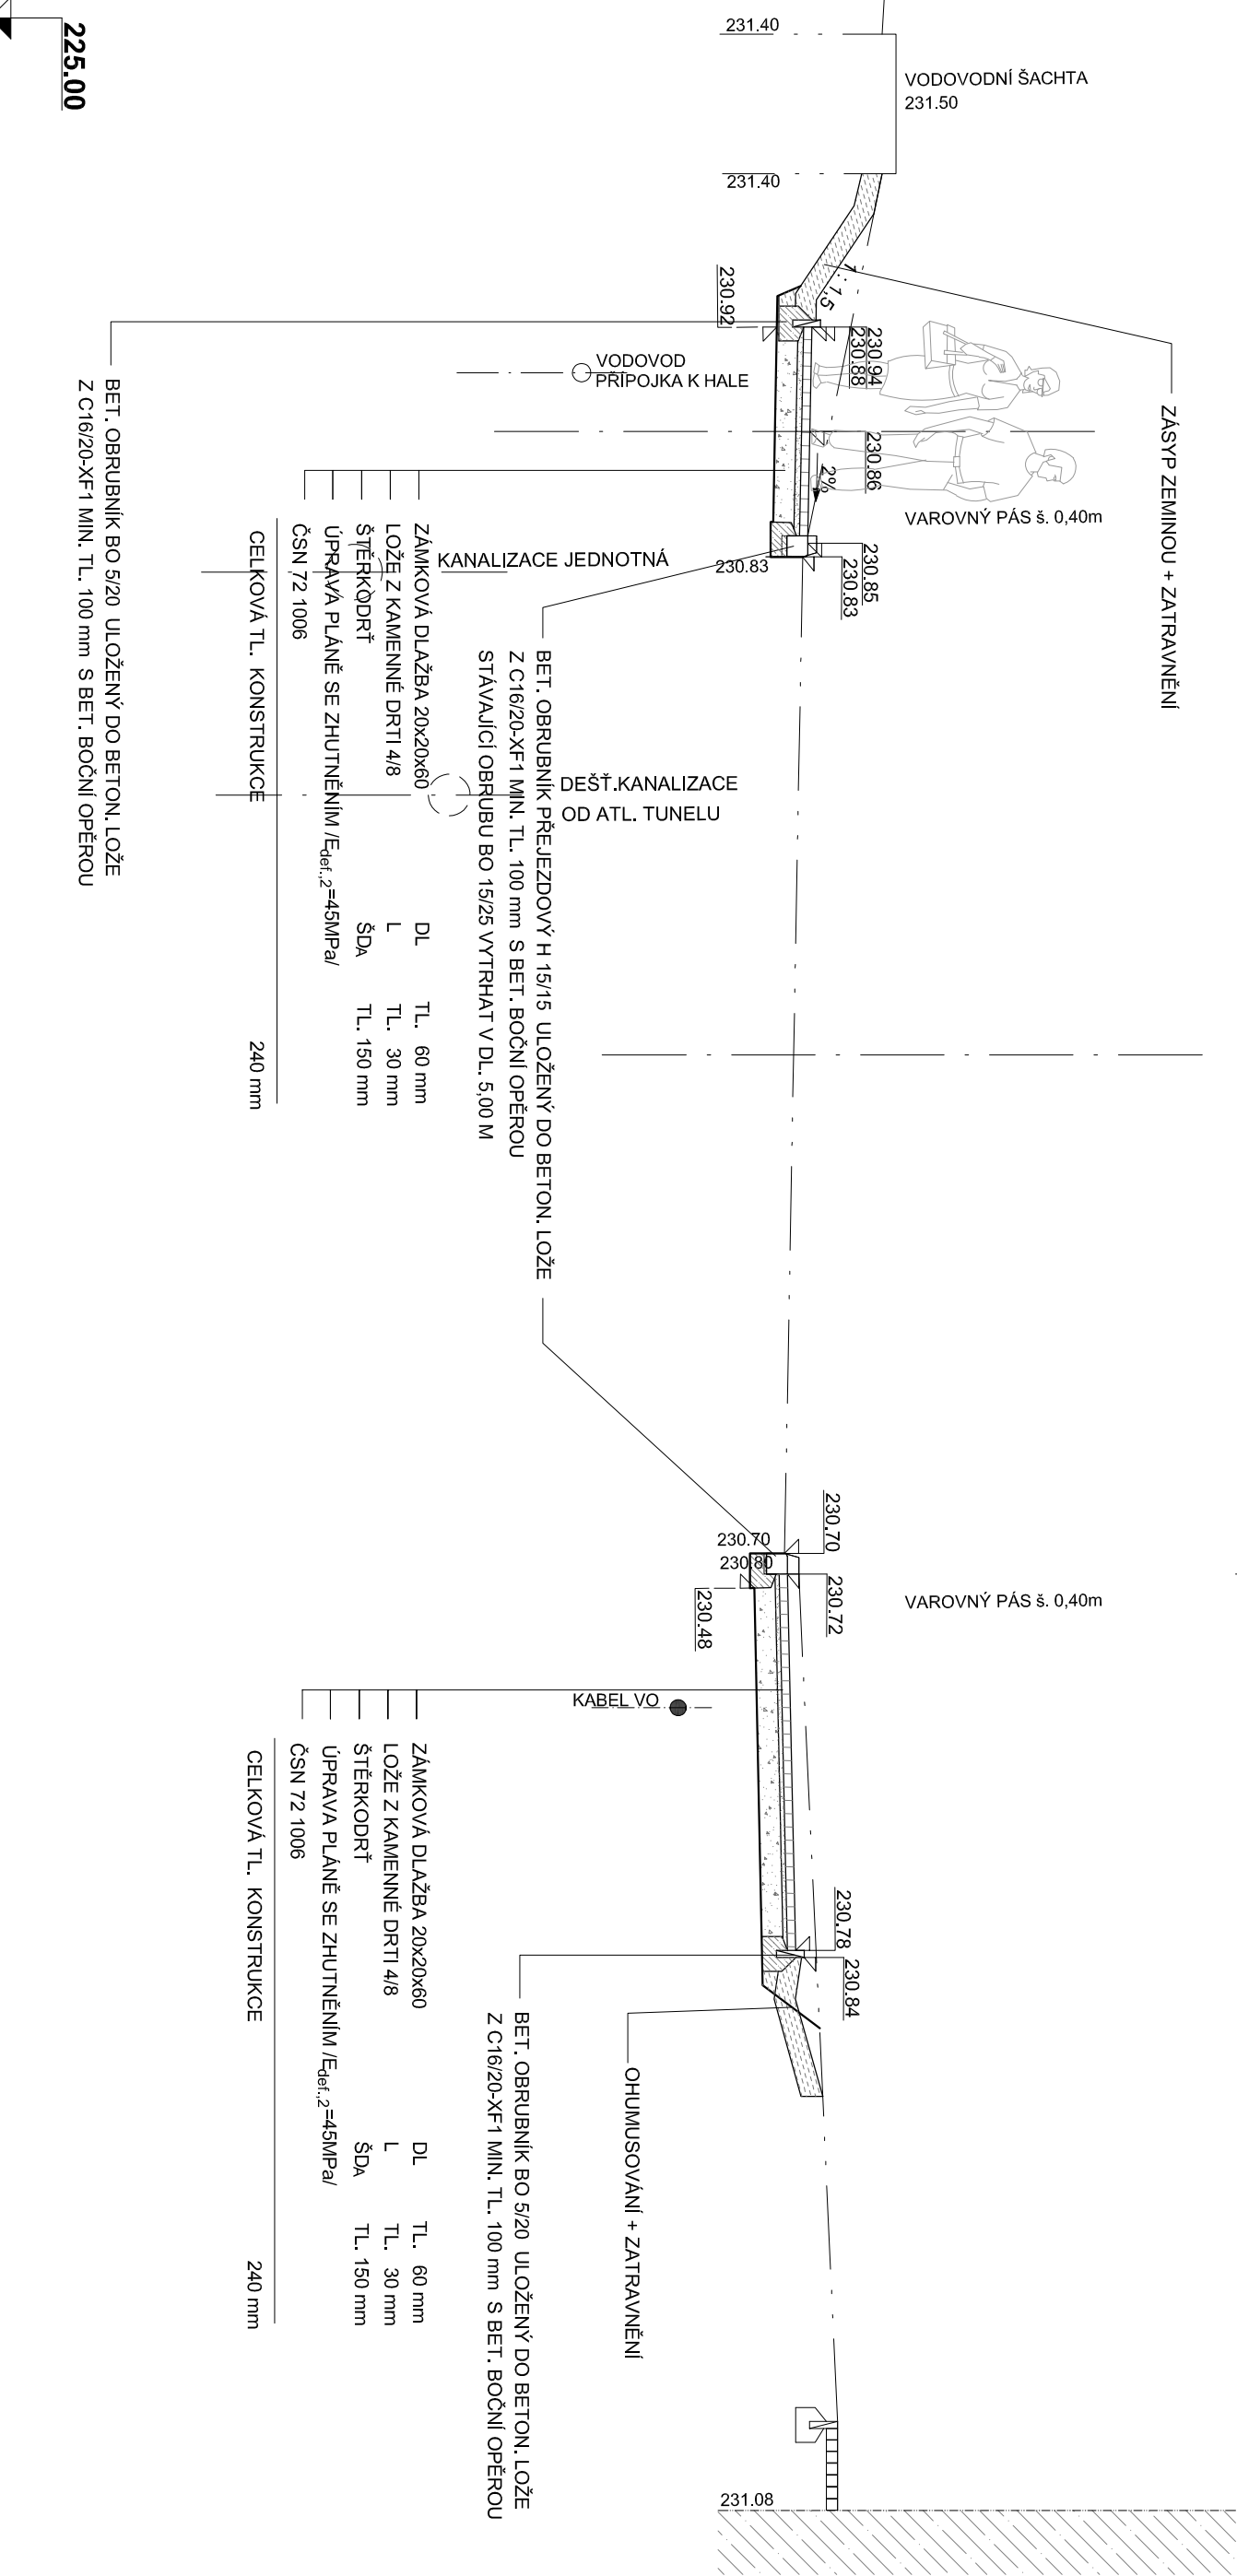 225.00
231.40
VODOVODNÍ ŠACHTA
231.50
231.40
1 : 1,5
230.92
230.94
230.88
ZÁSYP ZEMINOU + ZATRAVNĚNÍ
VODOVOD
PŘÍPOJKA K HALE
230.86
2%
VAROVNÝ PÁS š. 0,40m
230.85
230.83
230.83
KANALIZACE JEDNOTNÁ
DEŠŤ.KANALIZACE
OD ATL. TUNELU
BET. OBRUBNÍK BO 5/20 ULOŽENÝ DO BETON. LOŽE
Z C16/20-XF1 MIN. TL. 100 mm S BET. BOČNÍ OPĚROU
ZÁMKOVÁ DLAŽBA 20x20x60 DL TL. 60 mm
LOŽE Z KAMENNÉ DRTI 4/8 L TL. 30 mm
ŠTĚRKODRŤ ŠDA TL. 150 mm
ÚPRAVA PLÁNĚ SE ZHUTNĚNÍM /Edef.,2=45MPa/
ČSN 72 1006
CELKOVÁ TL. KONSTRUKCE 240 mm
BET. OBRUBNÍK PŘEJEZDOVÝ H 15/15 ULOŽENÝ DO BETON. LOŽE
Z C16/20-XF1 MIN. TL. 100 mm S BET. BOČNÍ OPĚROU
STÁVAJÍCÍ OBRUBU BO 15/25 VYTRHAT V DL. 5,00 M
230.70
230.70
230.80
230.72
230.48
VAROVNÝ PÁS š. 0,40m
KABEL VO
ZÁMKOVÁ DLAŽBA 20x20x60 DL TL. 60 mm
LOŽE Z KAMENNÉ DRTI 4/8 L TL. 30 mm
ŠTĚRKODRŤ ŠDA TL. 150 mm
ÚPRAVA PLÁNĚ SE ZHUTNĚNÍM /Edef.,2=45MPa/
ČSN 72 1006
CELKOVÁ TL. KONSTRUKCE 240 mm
230.78
230.84
BET. OBRUBNÍK BO 5/20 ULOŽENÝ DO BETON. LOŽE
Z C16/20-XF1 MIN. TL. 100 mm S BET. BOČNÍ OPĚROU
OHUMUSOVÁNÍ + ZATRAVNĚNÍ
231.08